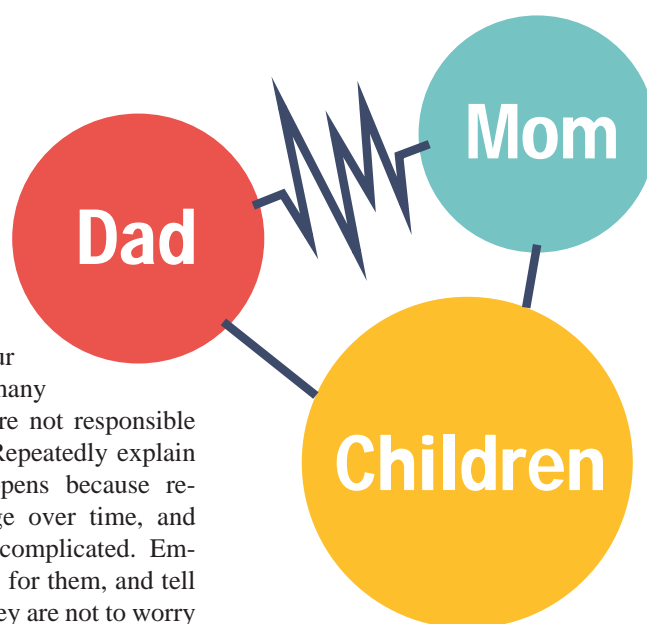 Mom
Dad
Children
ur
many
re not responsible
Repeatedly explain
pens because re-
ge over time, and
complicated. Em-
for them, and tell
ey are not to worry